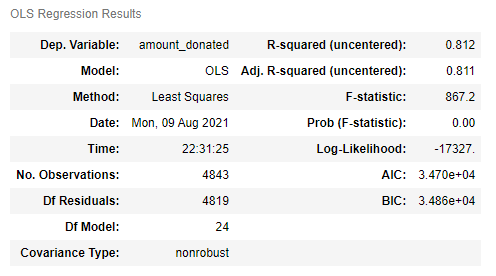 OLS Regression Results
Dep. Variable: amount_donated R-squared (uncentered): 0.812
Model: OLS Adj. R-squared (uncentered): 0.811
Method: Least Squares F-statistic: 867.2
Date: Mon, 09 Aug 2021 Prob (F-statistic): 0.00
Time: 22:31:25 Log-Likelihood: -17327.
No. Observations: 4843 AIC: 3.470e+04
Df Residuals: 4819 BIC: 3.486e+04
Df Model: 24
Covariance Type: nonrobust